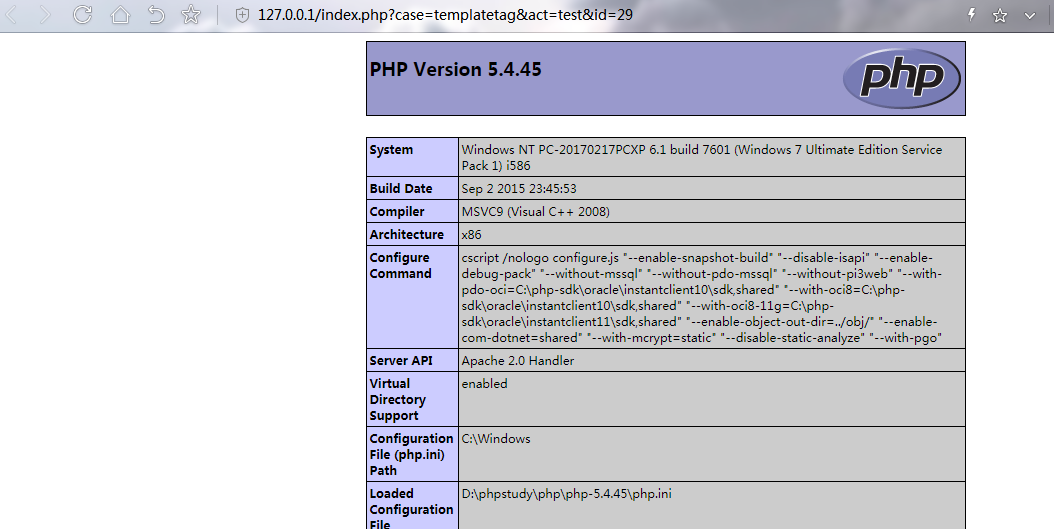 127.0.0.1/index.php?case=templatetag&act=test&id=29
PHP Version 5.4.45
php
System
Windows NT PC-20170217PCXP 6.1 build 7601 (Windows 7 Ultimate Edition Service
Pack 1) i586
Build Date
Sep 2 2015 23:45:53
Compiler
MSVC9 (Visual C++ 2008)
Architecture
x86
Configure
Command
cscript /nologo configure.js "--enable-snapshot-build" "--disable-isapi" "--enable-
debug-pack" "--without-mssql" "--without-pdo-mssql" "--without-pi3web" "--with-
pdo-oci=C:\php-sdk\oracle\instantclient10\sdk,shared" "--with-oci8=C:\php-
sdk\oracle\instantclient10\sdk,shared" "--with-oci8-11g=C:\php-
sdk\oracle\instantclient11\sdk,shared" "--enable-object-out-dir=../obj/" "--enable-
com-dotnet=shared" "--with-mcrypt=static" "--disable-static-analyze" "--with-pgo"
Server API
Apache 2.0 Handler
Virtual
Directory
Support
enabled
Configuration
File (php.ini)
Path
C:\Windows
Loaded
Configuration
File
D:\phpstudy\php\php-5.4.45\php.ini